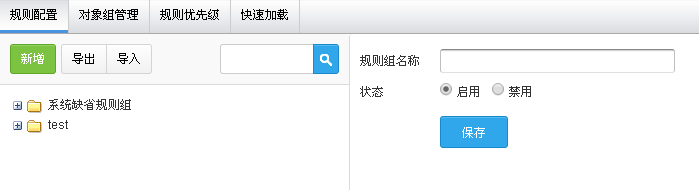 规则配置 对象组管理 规则优先级 快速加载
新增 导出 导入
系统缺省规则组
test
规则组名称
状态 启用 禁用
保存